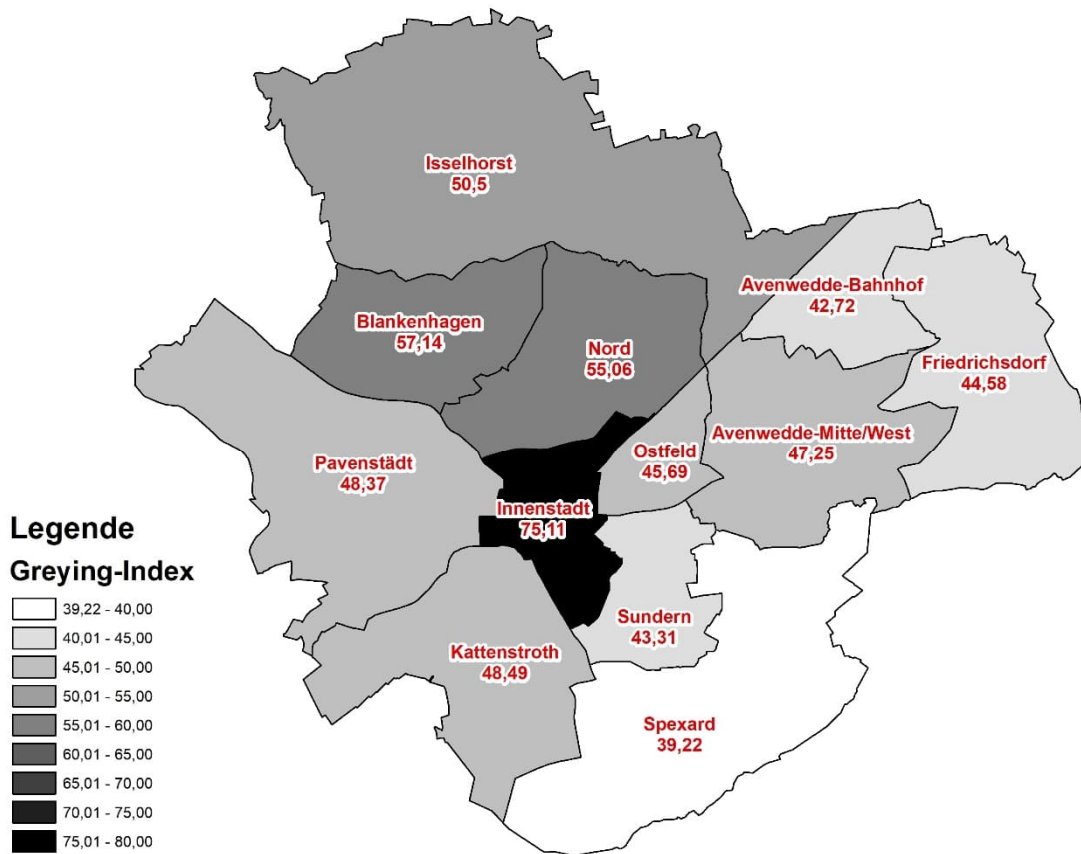 Isselhorst
50,5
Avenwedde-Bahnhof
42,72
Blankenhagen
57,14
Nord
55,06
Friedrichsdorf
44,58
Avenwedde-Mitte/West
47,25
Ostfeld
45,69
Pavenstädt
48,37
Innenstadt
75,11
Sundern
43,31
Kattenstroth
48,49
Spexard
39,22
Legende
Greying-Index
39,22 - 40,00
40,01 - 45,00
45,01 - 50,00
50,01 - 55,00
55,01 - 60,00
60,01 - 65,00
65,01 - 70,00
70,01 - 75,00
75,01 - 80,00